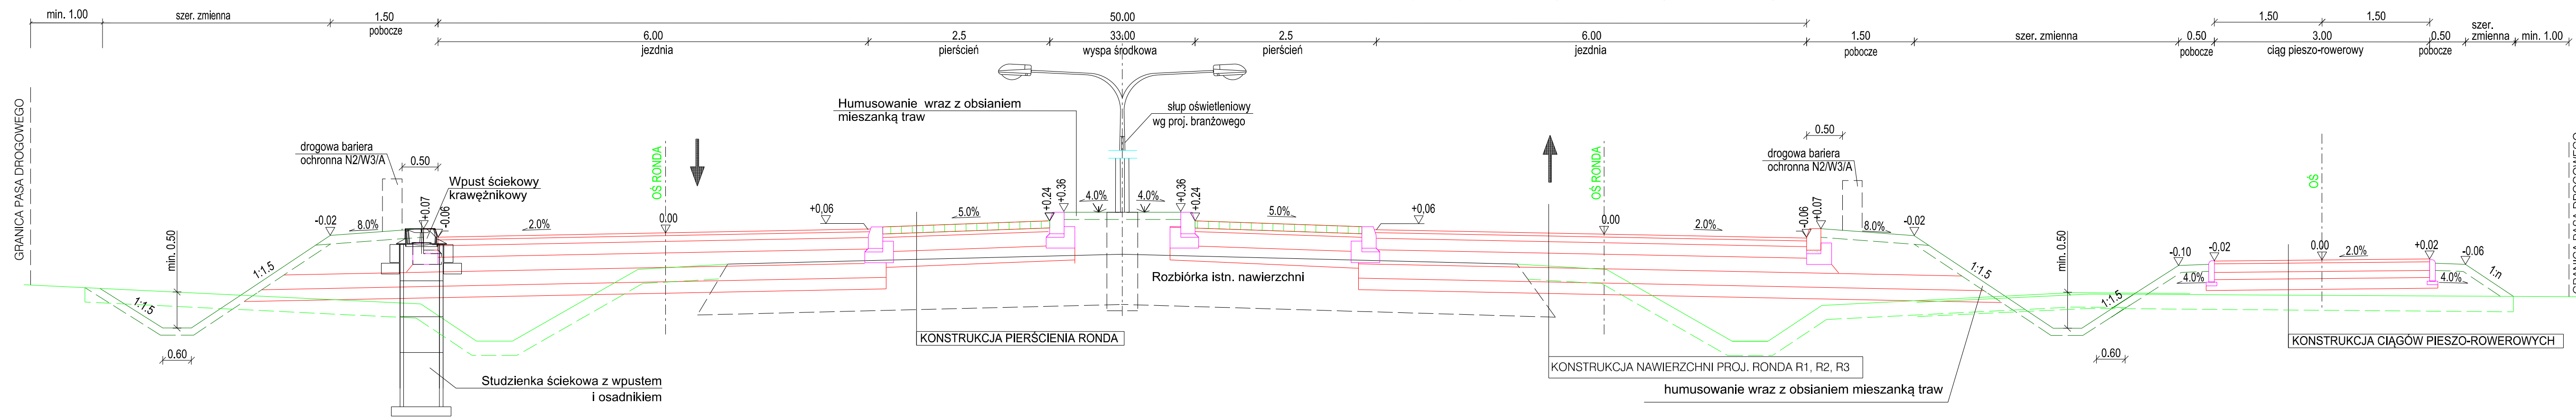 min. 1.00
szer. zmienna
1.50
pobocze
50.00
6.00
jezdnia
2.5
pierścień
33.00
wyspa środkowa
2.5
pierścień
6.00
jezdnia
1.50
pobocze
szer. zmienna
0.50
pobocze
1.50
1.50
3.00
ciąg pieszo-rowerowy
0.50
pobocze
szer.
zmienna
min. 1.00
GRANICA PASA DROGOWEGO
drogowa bariera
ochronna N2/W3/A
0.50
Wpust ściekowy
krawężnikowy
-0.02
8.0%
+0.07
-0.06
2.0%
OŚ RONDA
0.00
+0.06
5.0%
+0.24
+0.36
4.0%
4.0%
+0.36
+0.24
5.0%
+0.06
Humusowanie wraz z obsianiem
mieszanką traw
słup oświetleniowy
wg proj. branżowego
OŚ RONDA
0.00
2.0%
-0.06
+0.07
0.50
drogowa bariera
ochronna N2/W3/A
8.0%
-0.02
1:1.5
min. 0.50
1:1.5
-0.10
4.0%
-0.02
OŚ
0.00
2.0%
+0.02
-0.06
4.0%
1:n
GRANICA PASA DROGOWEGO
min. 0.50
1:1.5
1:1.5
0.60
Rozbiórka istn. nawierzchni
KONSTRUKCJA PIERŚCIENIA RONDA
KONSTRUKCJA NAWIERZCHNI PROJ. RONDA R1, R2, R3
humusowanie wraz z obsianiem mieszanką traw
0.60
KONSTRUKCJA CIĄGÓW PIESZO-ROWEROWYCH
Studzienka ściekowa z wpustem
i osadnikiem